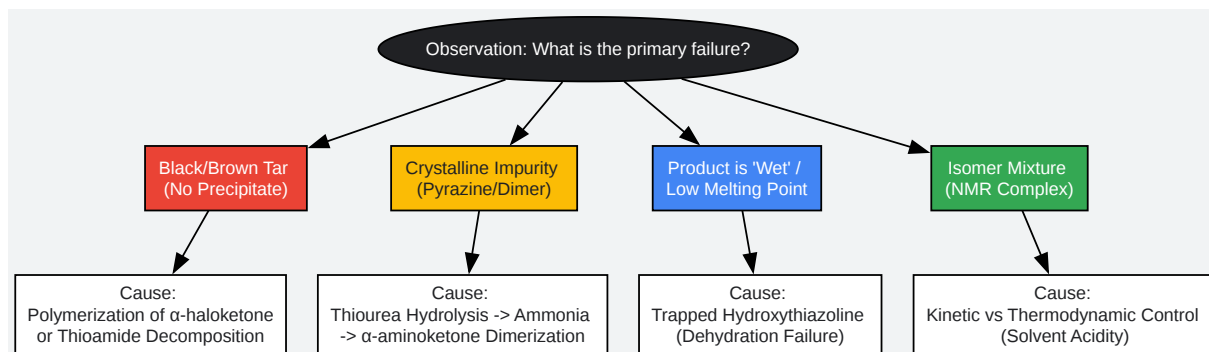 Observation: What is the primary failure?
Black/Brown Tar
(No Precipitate)
Crystalline Impurity
(Pyrazine/Dimer)
Product is 'Wet' /
Low Melting Point
Isomer Mixture
(NMR Complex)
Cause:
Polymerization of α-haloketone
or Thioamide Decomposition
Cause:
Thiourea Hydrolysis -> Ammonia
-> α-aminoketone Dimerization
Cause:
Trapped Hydroxythiazoline
(Dehydration Failure)
Cause:
Kinetic vs Thermodynamic Control
(Solvent Acidity)